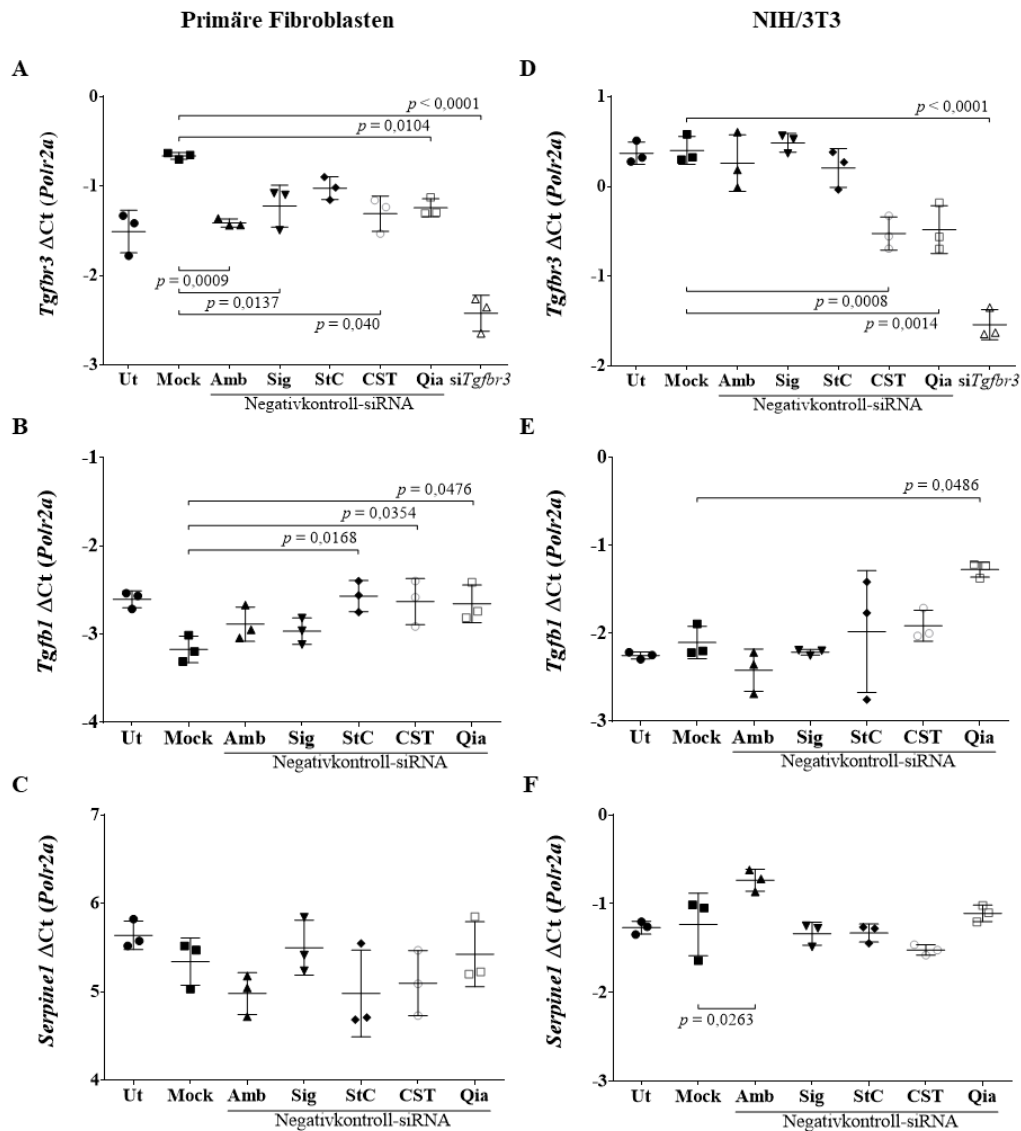 Primäre Fibroblasten
NIH/3T3
A
Tgfbr3 ΔCt (Polr2a)
0
-1
-2
-3
p < 0,0001
p = 0,0104
p = 0,0009
p = 0,0137
p = 0,040
Ut Mock Amb Sig StC CST Qia siTgfbr3
Negativkontroll-siRNA
D
Tgfbr3 ΔCt (Polr2a)
1
0
-1
-2
p < 0,0001
p = 0,0008
p = 0,0014
Ut Mock Amb Sig StC CST Qia siTgfbr3
Negativkontroll-siRNA
B
Tgfb1 ΔCt (Polr2a)
-1
-2
-3
-4
p = 0,0476
p = 0,0354
p = 0,0168
Ut Mock Amb Sig StC CST Qia
Negativkontroll-siRNA
E
Tgfb1 ΔCt (Polr2a)
0
-1
-2
-3
p = 0,0486
Ut Mock Amb Sig StC CST Qia
Negativkontroll-siRNA
C
Serpine1 ΔCt (Polr2a)
7
6
5
4
Ut Mock Amb Sig StC CST Qia
Negativkontroll-siRNA
F
Serpine1 ΔCt (Polr2a)
0
-1
-2
-3
p = 0,0263
Ut Mock Amb Sig StC CST Qia
Negativkontroll-siRNA